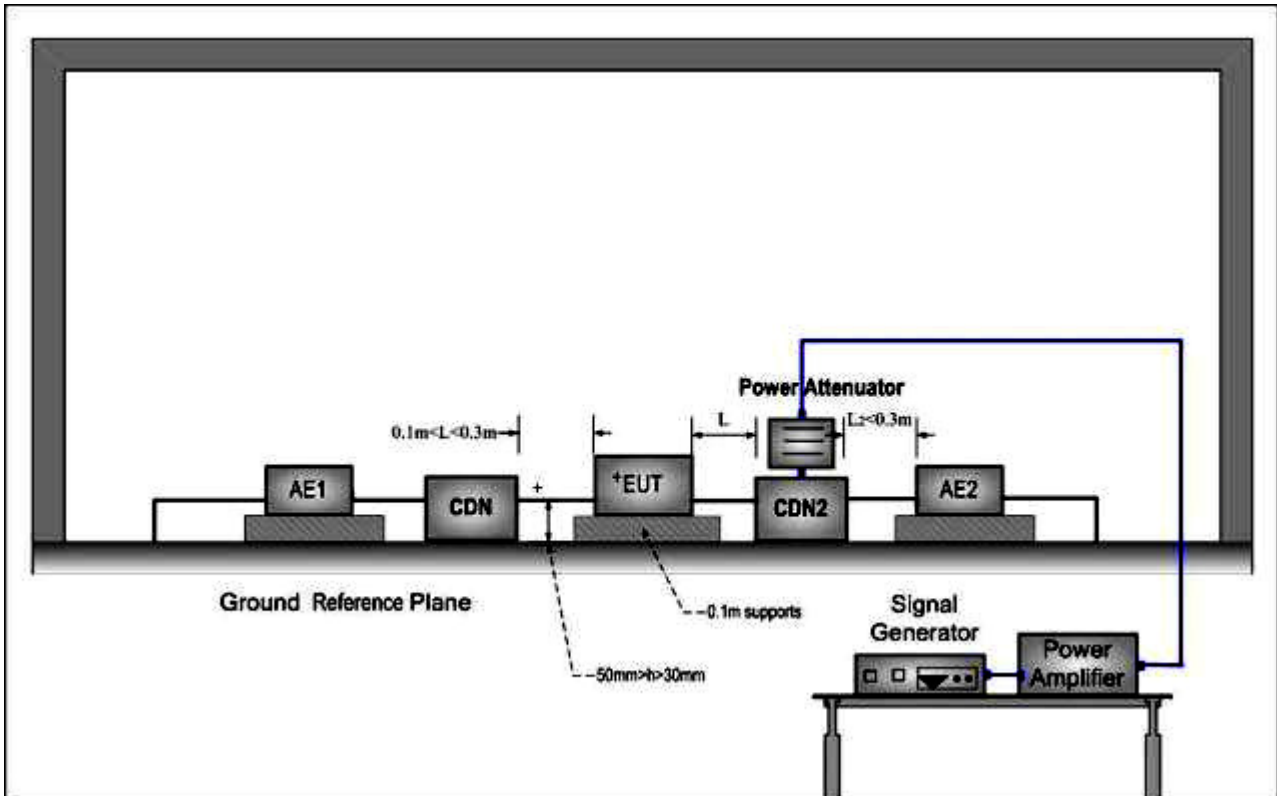 Power Attenuator
0.1m<L<0.3m
L
L2<0.3m
AE1
CDN
+
+EUT
CDN2
AE2
Ground Reference Plane
0.1m supports
50mm>h>30mm
Signal
Generator
Power
Amplifier